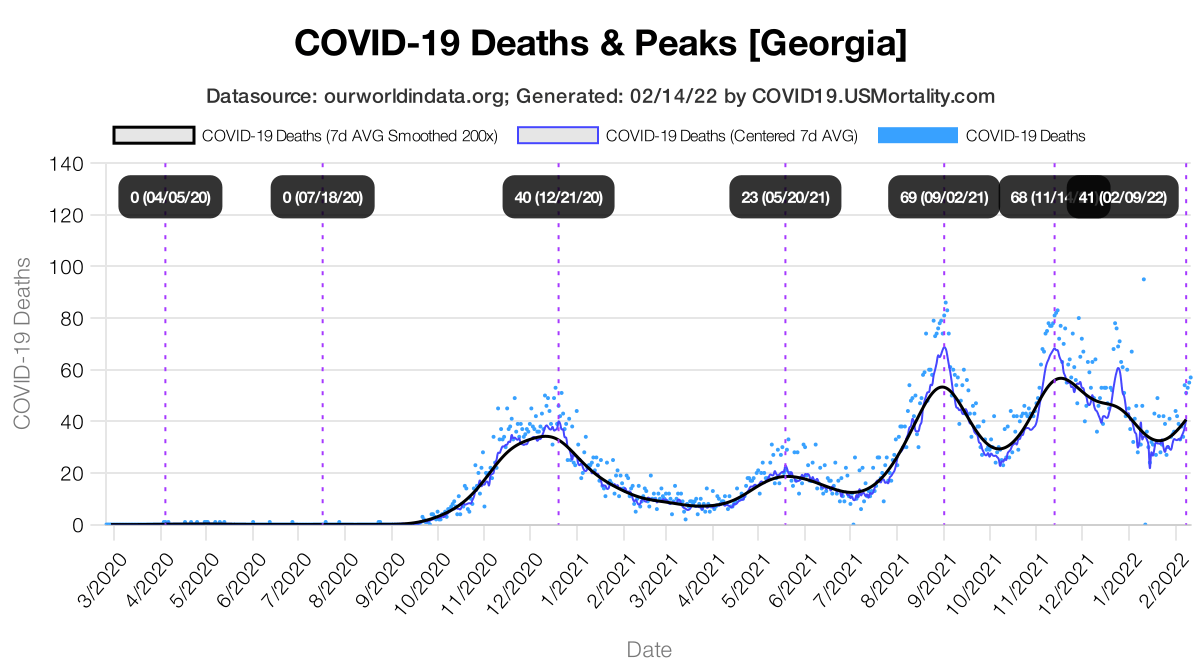 COVID-19 Deaths & Peaks [Georgia]
Datasource: ourworldindata.org; Generated: 02/14/22 by COVID19.USMortality.com
COVID-19 Deaths (7d AVG Smoothed 200x) COVID-19 Deaths (Centered 7d AVG) COVID-19 Deaths
0 (04/05/20) 0 (07/18/20) 40 (12/21/20) 23 (05/20/21) 69 (09/02/21) 68 (11/14 41 (02/09/22)
140
120
100
80
60
40
20
0
COVID-19 Deaths
3/2020 4/2020 5/2020 6/2020 7/2020 8/2020 9/2020 10/2020 11/2020 12/2020 1/2021 2/2021 3/2021 4/2021 5/2021 6/2021 7/2021 8/2021 9/2021 10/2021 11/2021 12/2021 1/2022 2/2022
Date